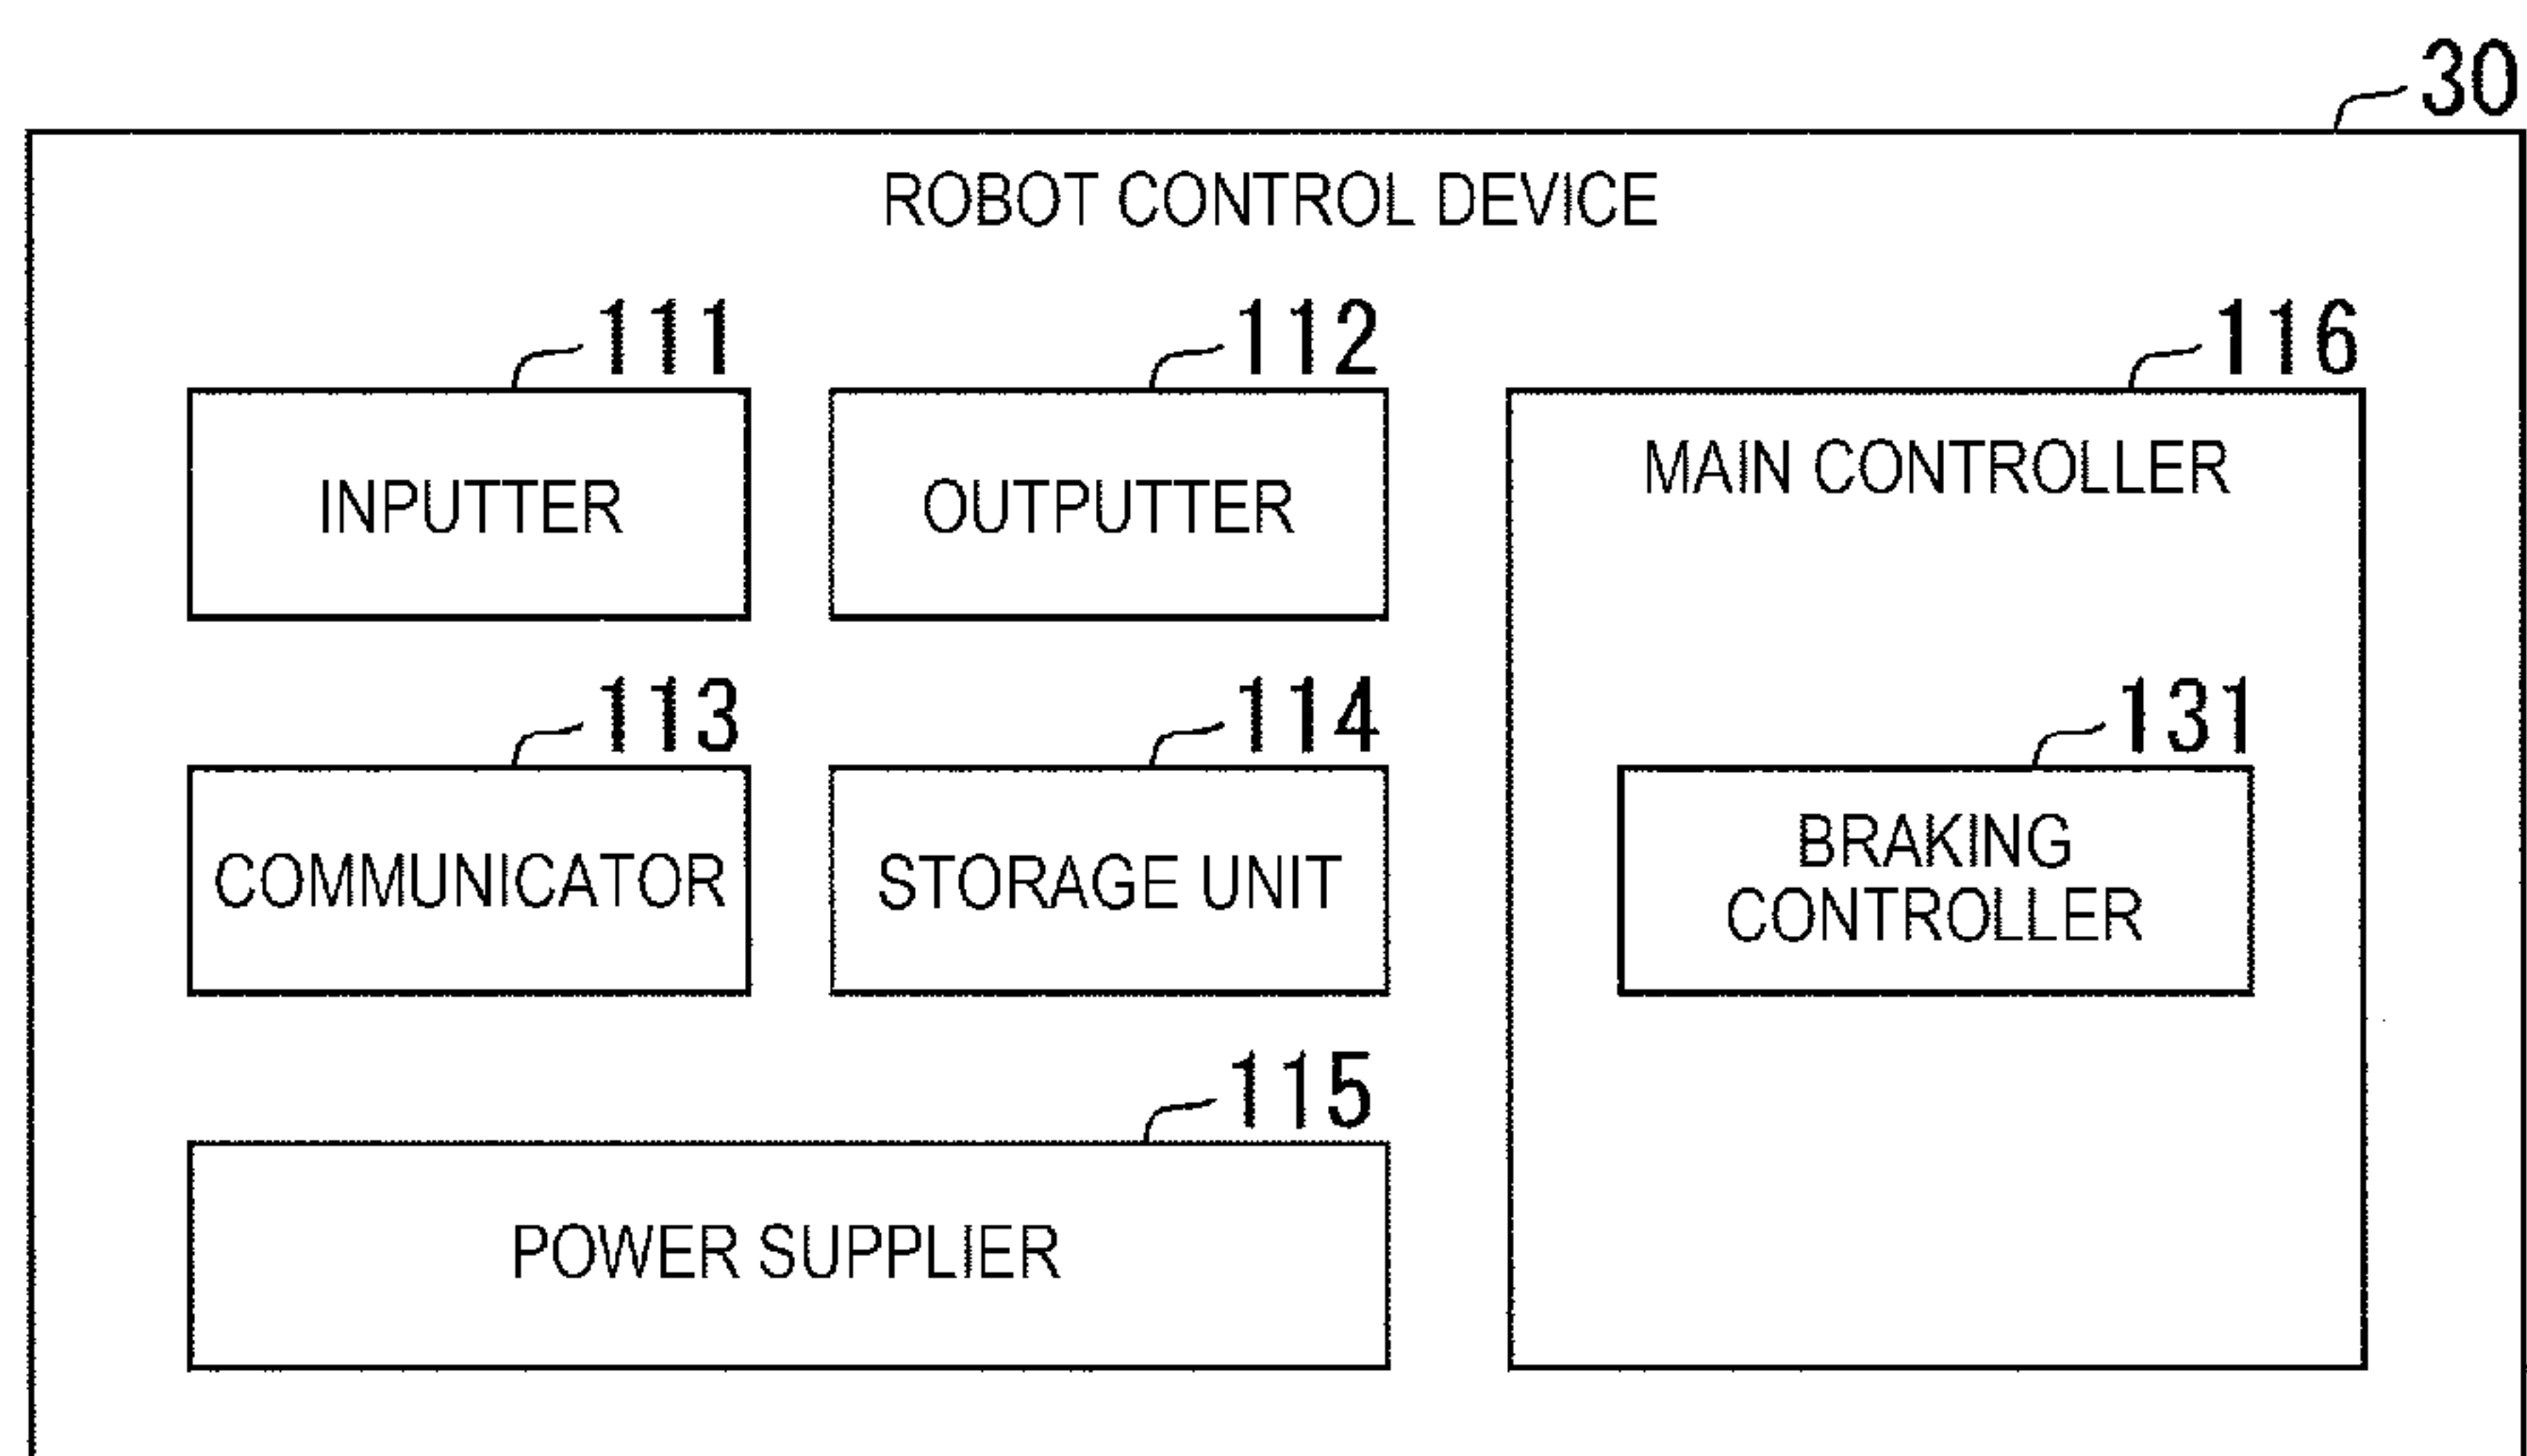 30
ROBOT CONTROL DEVICE
111
112
116
INPUTTER
OUTPUTTER
MAIN CONTROLLER
113
114
131
COMMUNICATOR
STORAGE UNIT
BRAKING
CONTROLLER
115
POWER SUPPLIER